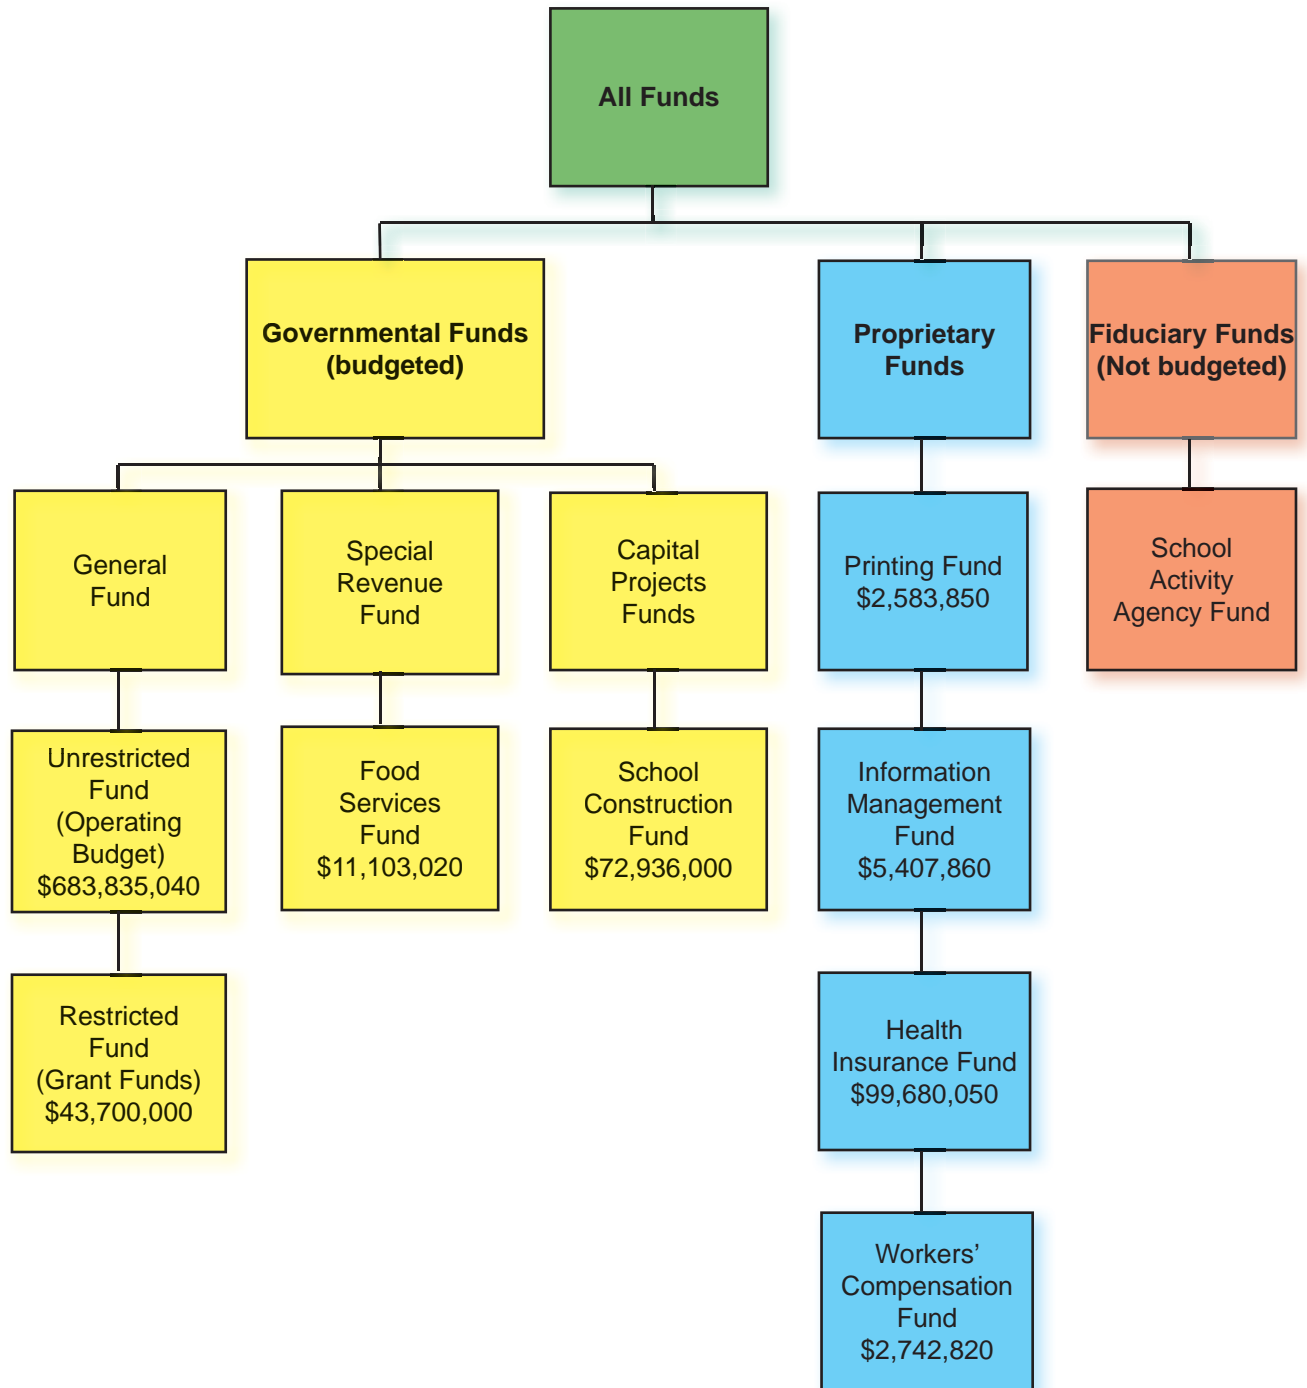 All Funds
Governmental Funds
(budgeted)
Proprietary
Funds
Fiduciary Funds
(Not budgeted)
General
Fund
Special
Revenue
Fund
Capital
Projects
Funds
Printing Fund
$2,583,850
School
Activity
Agency Fund
Unrestricted
Fund
(Operating
Budget)
$683,835,040
Food
Services
Fund
$11,103,020
School
Construction
Fund
$72,936,000
Information
Management
Fund
$5,407,860
Restricted
Fund
(Grant Funds)
$43,700,000
Health
Insurance Fund
$99,680,050
Workers’
Compensation
Fund
$2,742,820